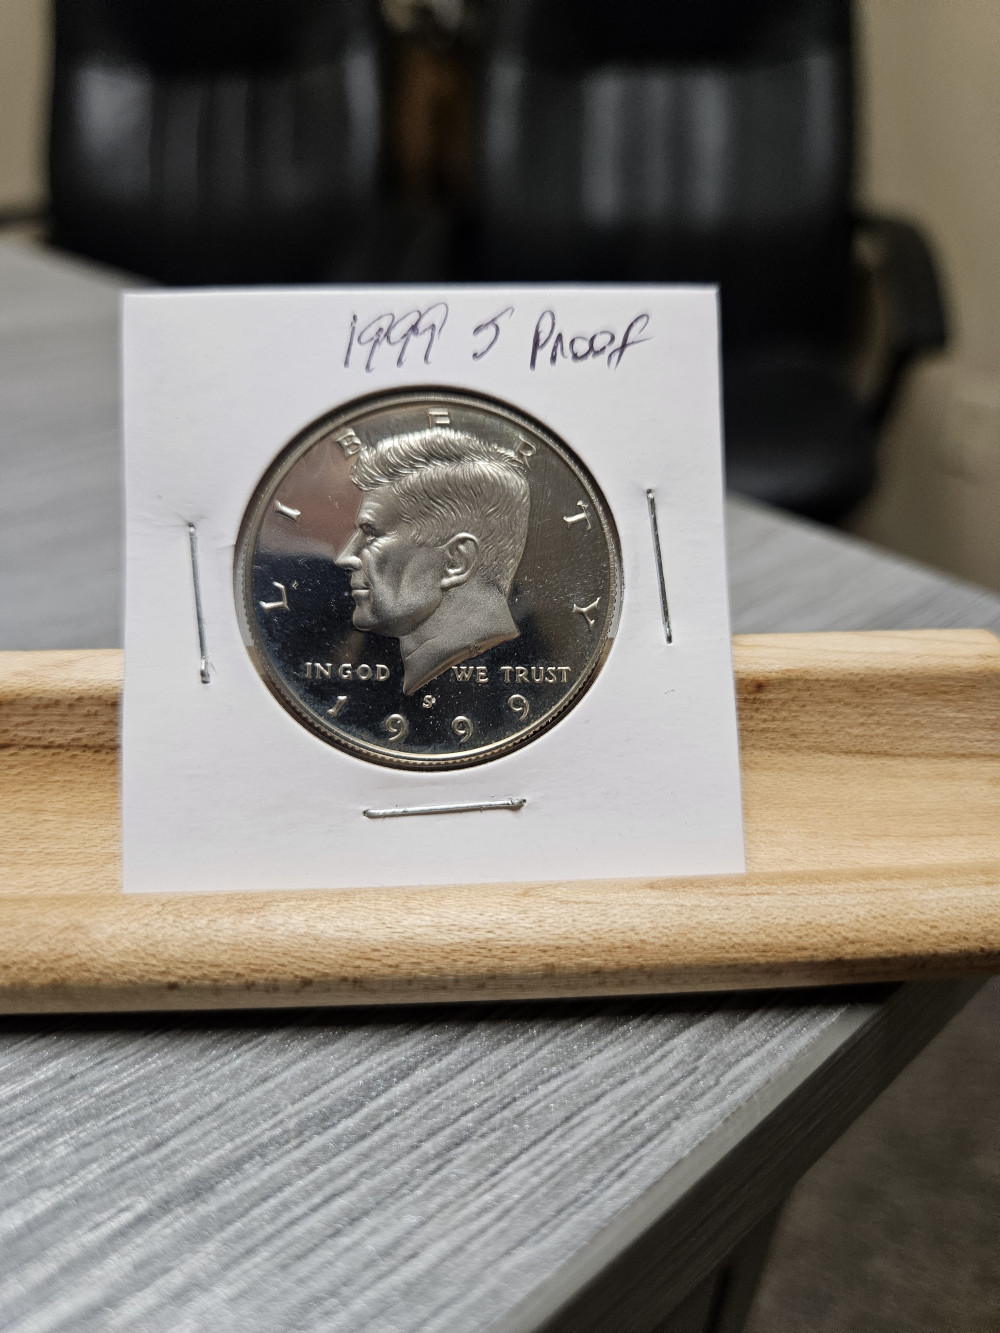 1999 S Proof
LIBERTY
IN GOD WE TRUST
S
1999